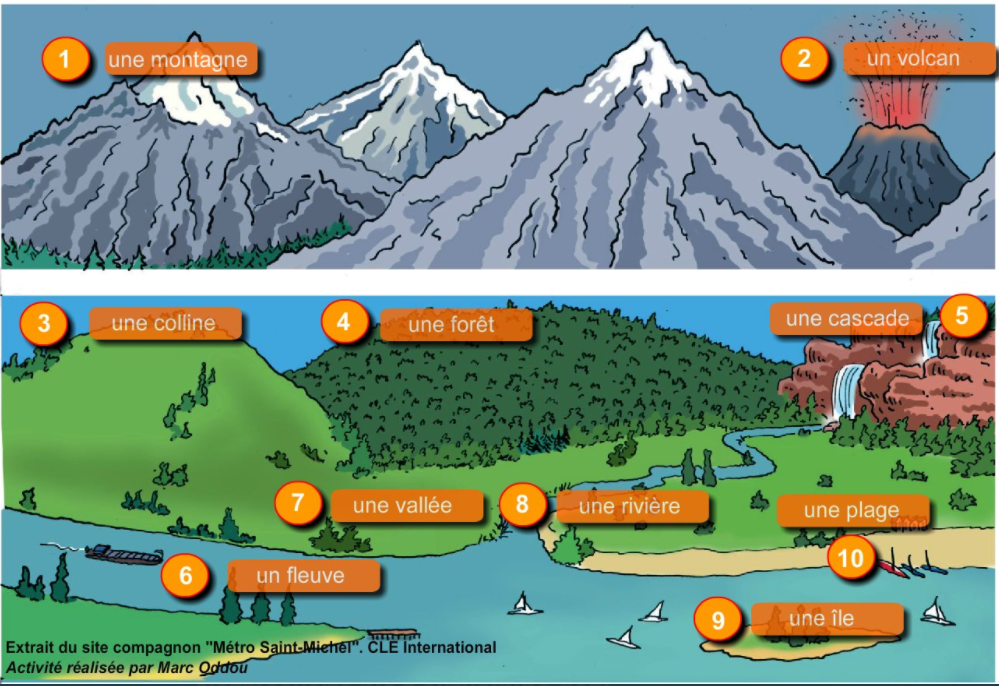 1 une montagne
2 un volcan
3 une colline
4 une forêt
une cascade 5
7 une vallée
8 une rivière
une plage
10
6 un fleuve
9 une île
Extrait du site compagnon "Métro Saint-Michel". CLE International
Activité réalisée par Marc Oddou